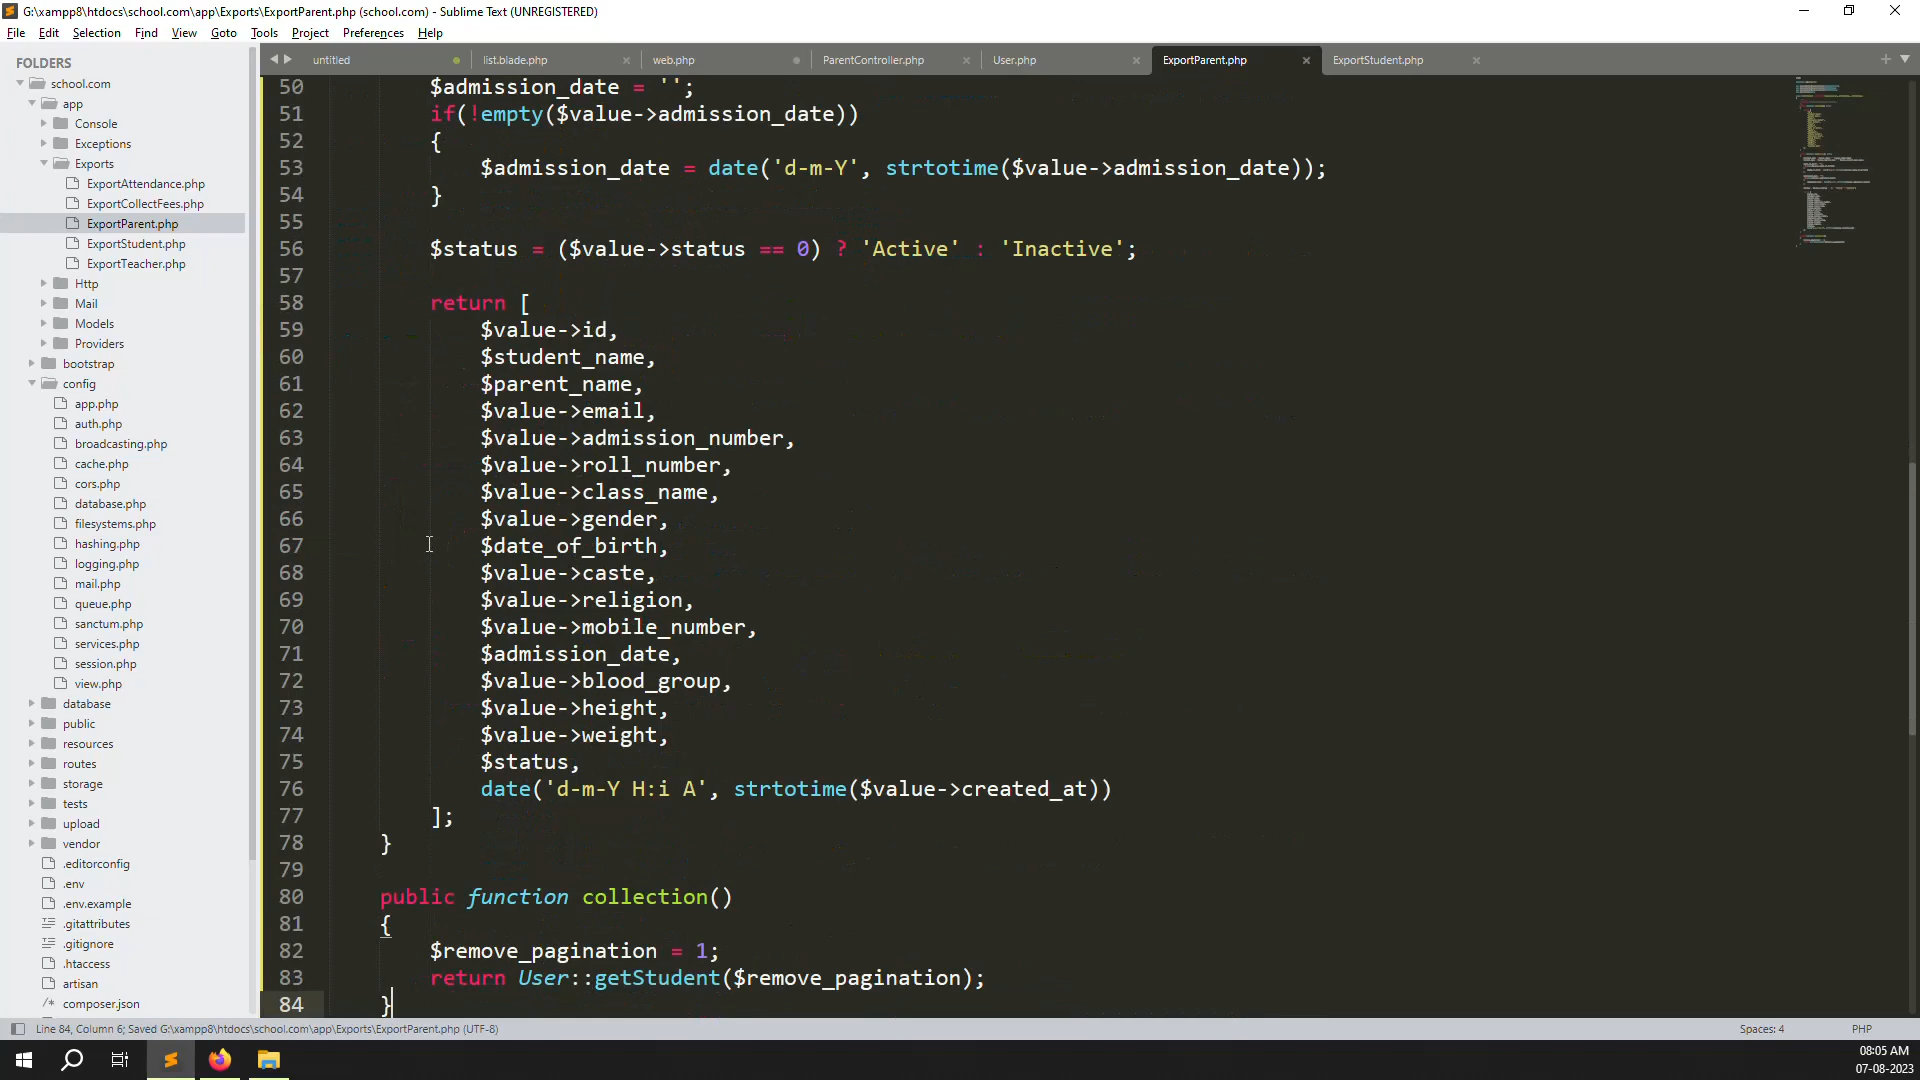 G:\xampp8\htdocs\school.com\app\Exports\ExportParent.php (school.com) - Sublime Text (UNREGISTERED)
File Edit Selection Find View Goto Tools Project Preferences Help
FOLDERS
school.com
app
Console
Exceptions
Exports
ExportAttendance.php
ExportCollectFees.php
ExportParent.php
ExportStudent.php
ExportTeacher.php
Http
Mail
Models
Providers
bootstrap
config
app.php
auth.php
broadcasting.php
cache.php
cors.php
database.php
filesystems.php
hashing.php
logging.php
mail.php
queue.php
sanctum.php
services.php
session.php
view.php
database
public
resources
routes
storage
tests
upload
vendor
.editorconfig
.env
.env.example
.gitattributes
.gitignore
.htaccess
artisan
composer.json
untitled list.blade.php web.php ParentController.php User.php ExportParent.php ExportStudent.php
50 $admission_date = '';
51 if(!empty($value->admission_date))
52 {
53 $admission_date = date('d-m-Y', strtotime($value->admission_date));
54 }
55
56 $status = ($value->status == 0) ? 'Active' : 'Inactive';
57
58 return [
59 $value->id,
60 $student_name,
61 $parent_name,
62 $value->email,
63 $value->admission_number,
64 $value->roll_number,
65 $value->class_name,
66 $value->gender,
67 $date_of_birth,
68 $value->caste,
69 $value->religion,
70 $value->mobile_number,
71 $admission_date,
72 $value->blood_group,
73 $value->height,
74 $value->weight,
75 $status,
76 date('d-m-Y H:i A', strtotime($value->created_at))
77 ];
78 }
79
80 public function collection()
81 {
82 $remove_pagination = 1;
83 return User::getStudent($remove_pagination);
84 }
Line 84, Column 6; Saved G:\xampp8\htdocs\school.com\app\Exports\ExportParent.php (UTF-8) Spaces: 4 PHP
08:05 AM
07-08-2023